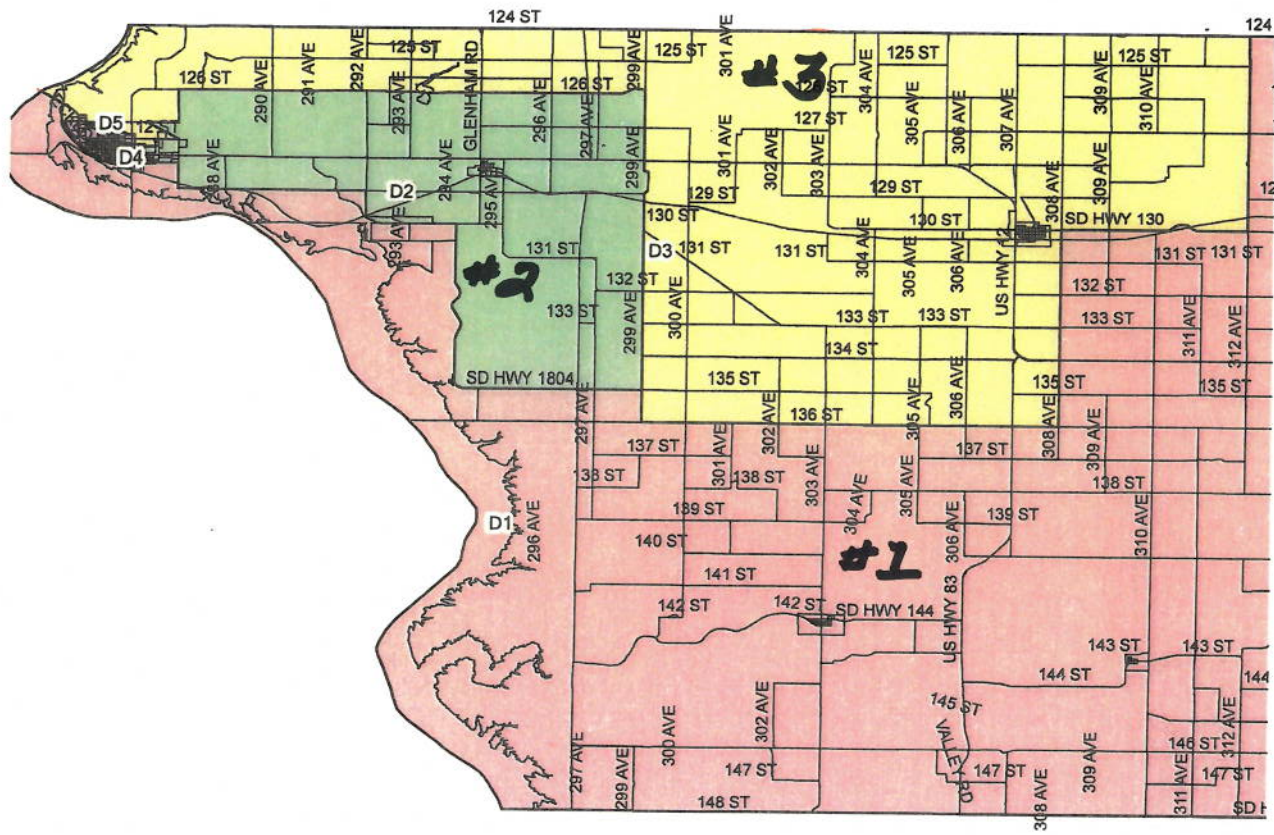 124 ST
124
125 ST
125 ST
125 ST
125 ST
126 ST
126 ST
290 AVE
291 AVE
292 AVE
293 AVE
GLENHAM RD
296 AVE
297 AVE
299 AVE
301 AVE
#3
304 AVE
305 AVE
306 AVE
307 AVE
309 AVE
310 AVE
127 ST
D5
12
D4
D2
294 AVE
295 AVE
299 AVE
301 AVE
302 AVE
303 AVE
129 ST
129 ST
308 AVE
309 AVE
130 ST
130 ST
SD HWY 130
293 AVE
131 ST
D3
131 ST
131 ST
304 AVE
305 AVE
306 AVE
US HWY 12
131 ST
131 ST
#2
132 ST
132 ST
133 ST
299 AVE
300 AVE
133 ST
133 ST
133 ST
311 AVE
312 AVE
134 ST
SD HWY 1804
135 ST
135 ST
135 ST
297 AVE
302 AVE
136 ST
305 AVE
306 AVE
308 AVE
309 AVE
137 ST
137 ST
301 AVE
138 ST
303 AVE
138 ST
139 ST
304 AVE
305 AVE
139 ST
D1
296 AVE
140 ST
#1
306 AVE
310 AVE
141 ST
142 ST
142 ST
SD HWY 144
US HWY 83
143 ST
143 ST
144 ST
144
145 ST
VALLEY RD
302 AVE
300 AVE
297 AVE
299 AVE
146 ST
312 AVE
147 ST
147 ST
147 ST
309 AVE
308 AVE
311 AVE
148 ST